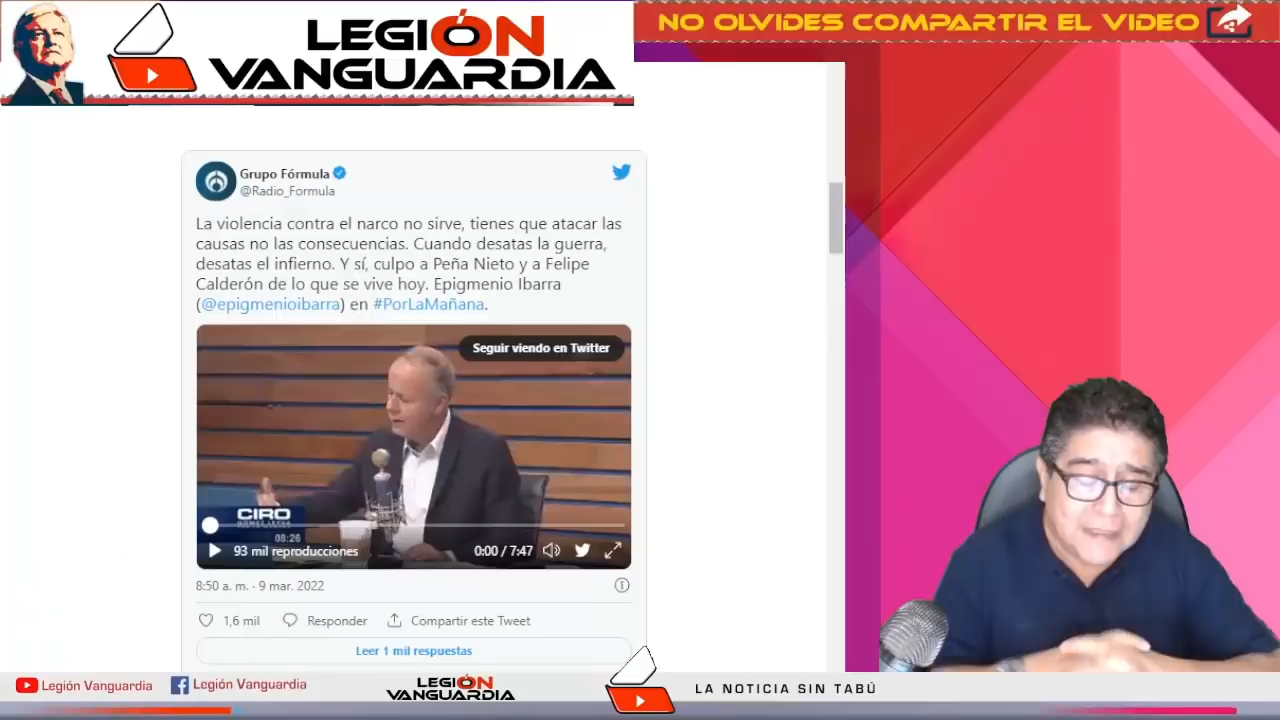 LEGIÓN
VANGUARDIA
NO OLVIDES COMPARTIR EL VIDEO
Grupo Fórmula
@Radio_Formula
La violencia contra el narco no sirve, tienes que atacar las
causas no las consecuencias. Cuando desatas la guerra,
desatas el infierno. Y sí, culpo a Peña Nieto y a Felipe
Calderón de lo que se vive hoy. Epigmenio Ibarra
(@epigmenioibarra) en #PorLaMañana.
Seguir viendo en Twitter
CIRO
GÓMEZ LEYVA
08:26
93 mil reproducciones
0:00 / 7:47
8:50 a. m. · 9 mar. 2022
1,6 mil
Responder
Compartir este Tweet
Leer 1 mil respuestas
Legión Vanguardia
Legión Vanguardia
LEGIÓN
VANGUARDIA
LA NOTICIA SIN TABÚ